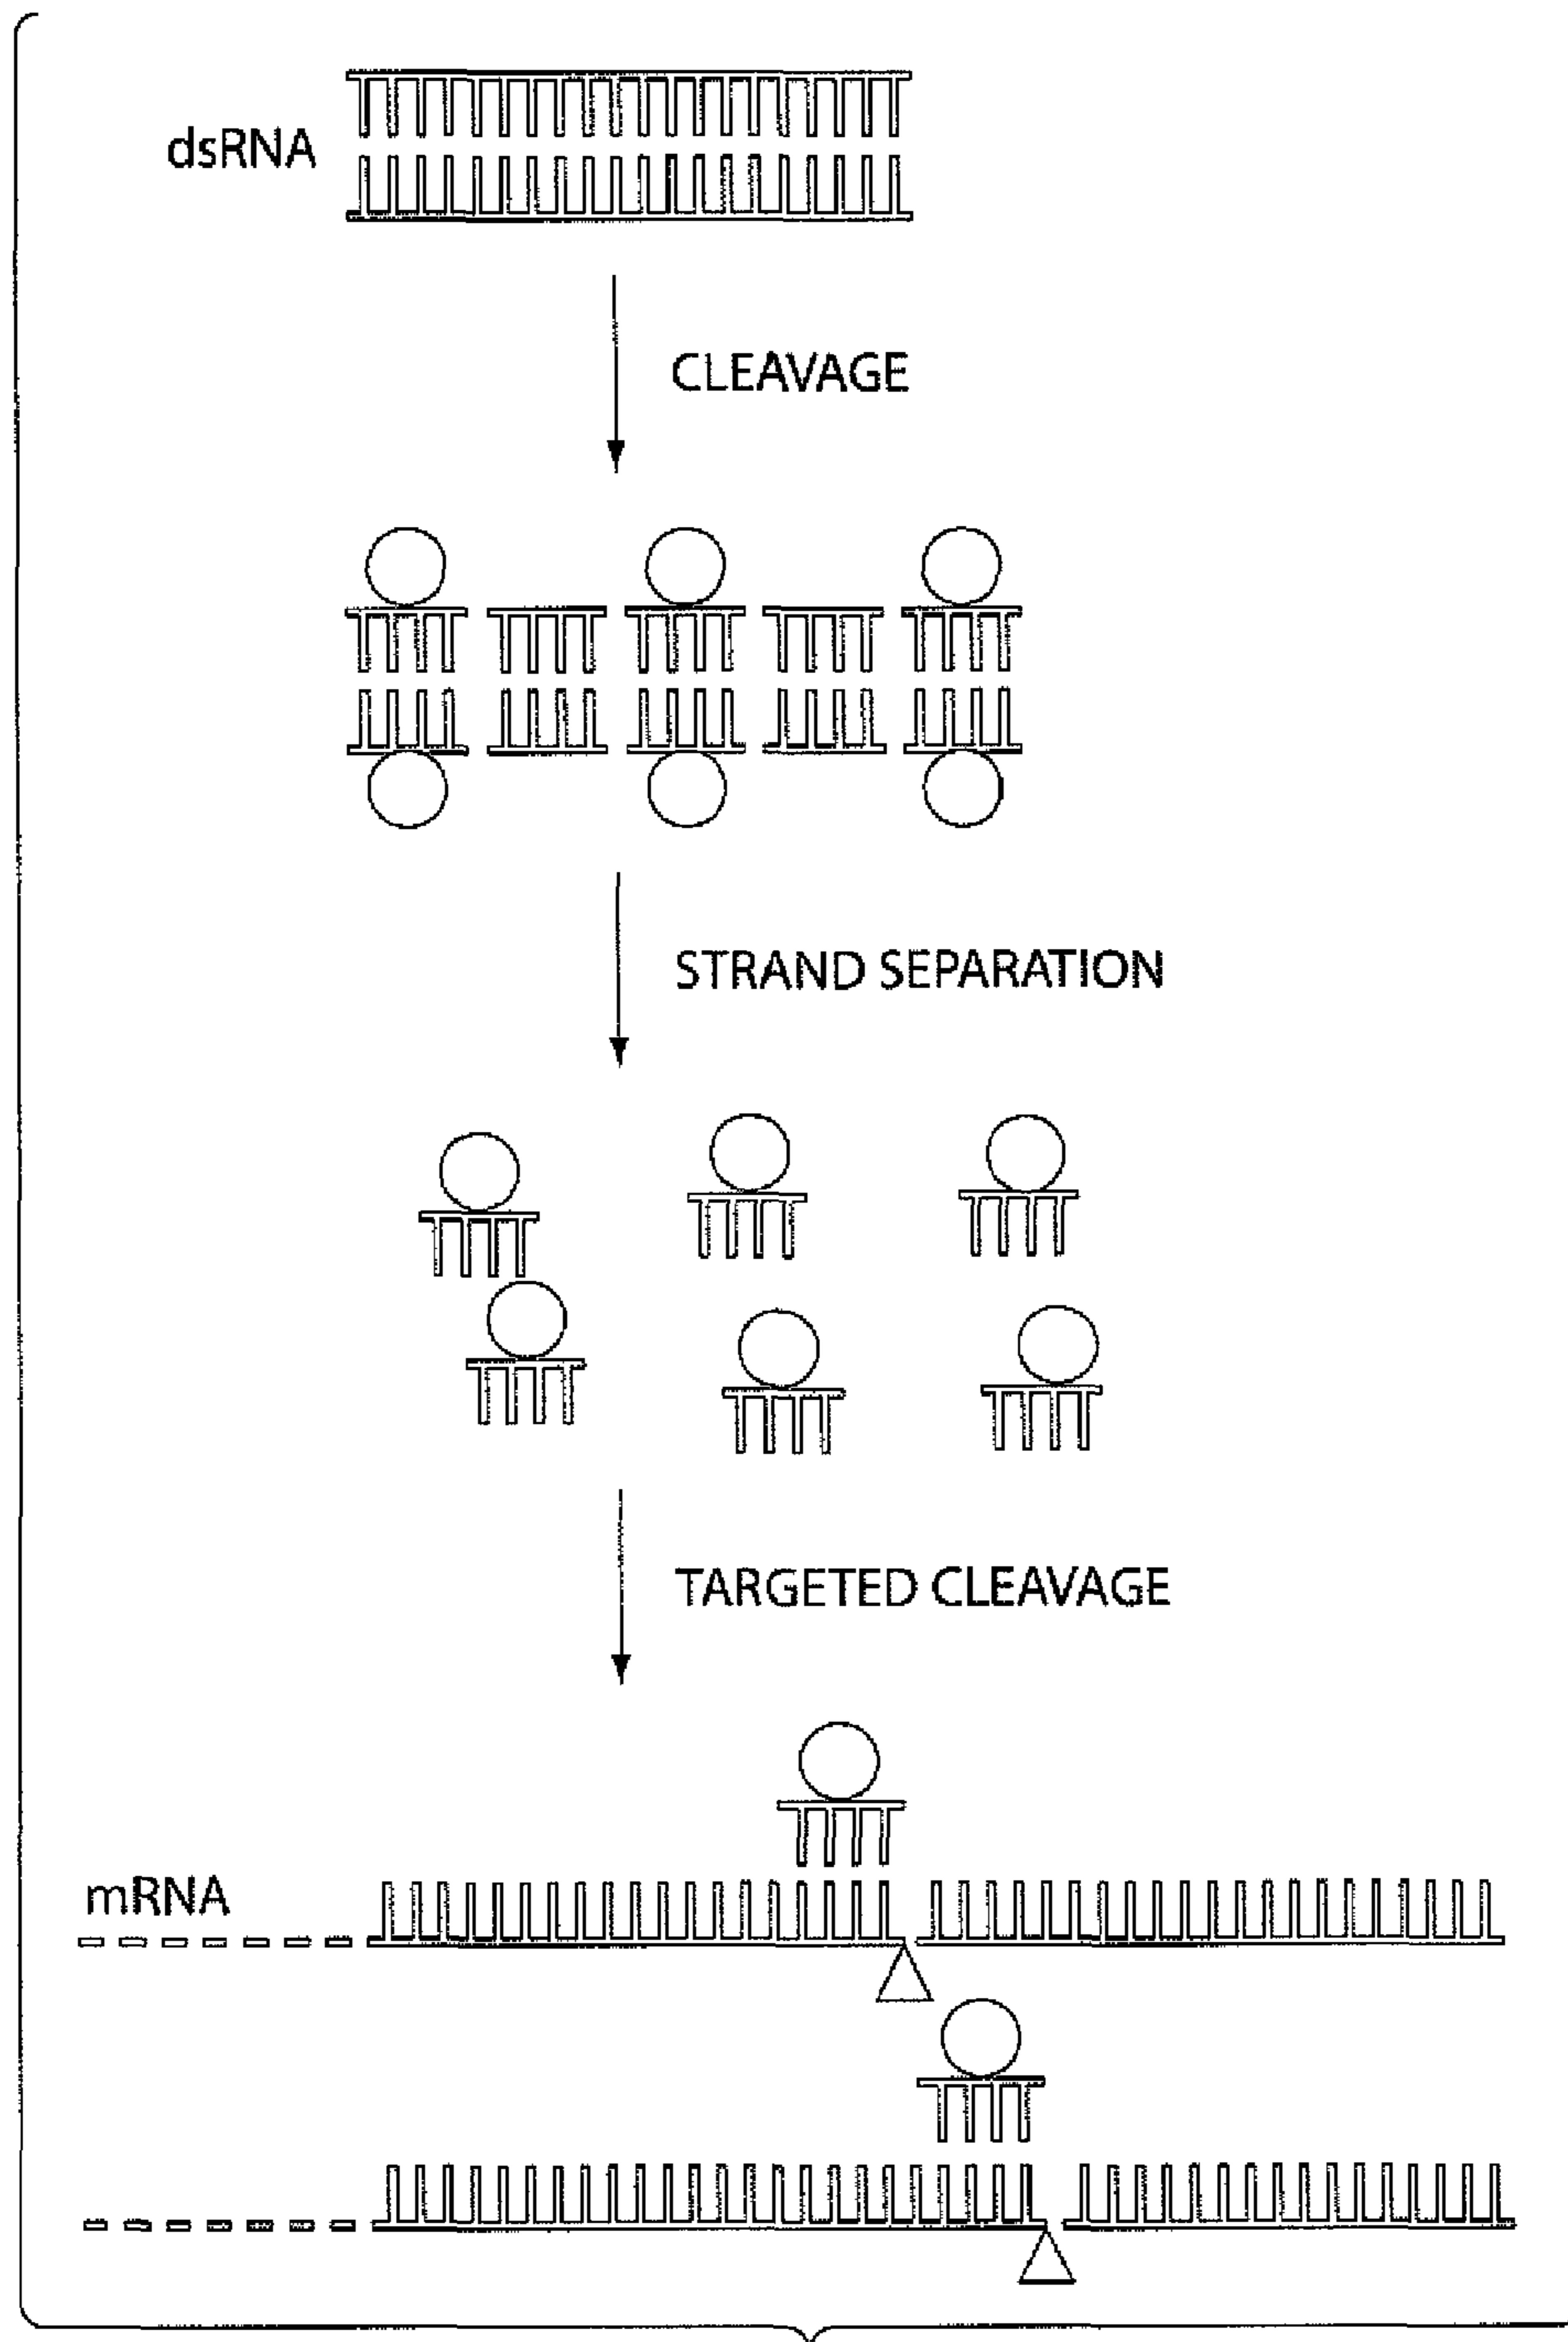 dsRNA
CLEAVAGE
STRAND SEPARATION
TARGETED CLEAVAGE
mRNA